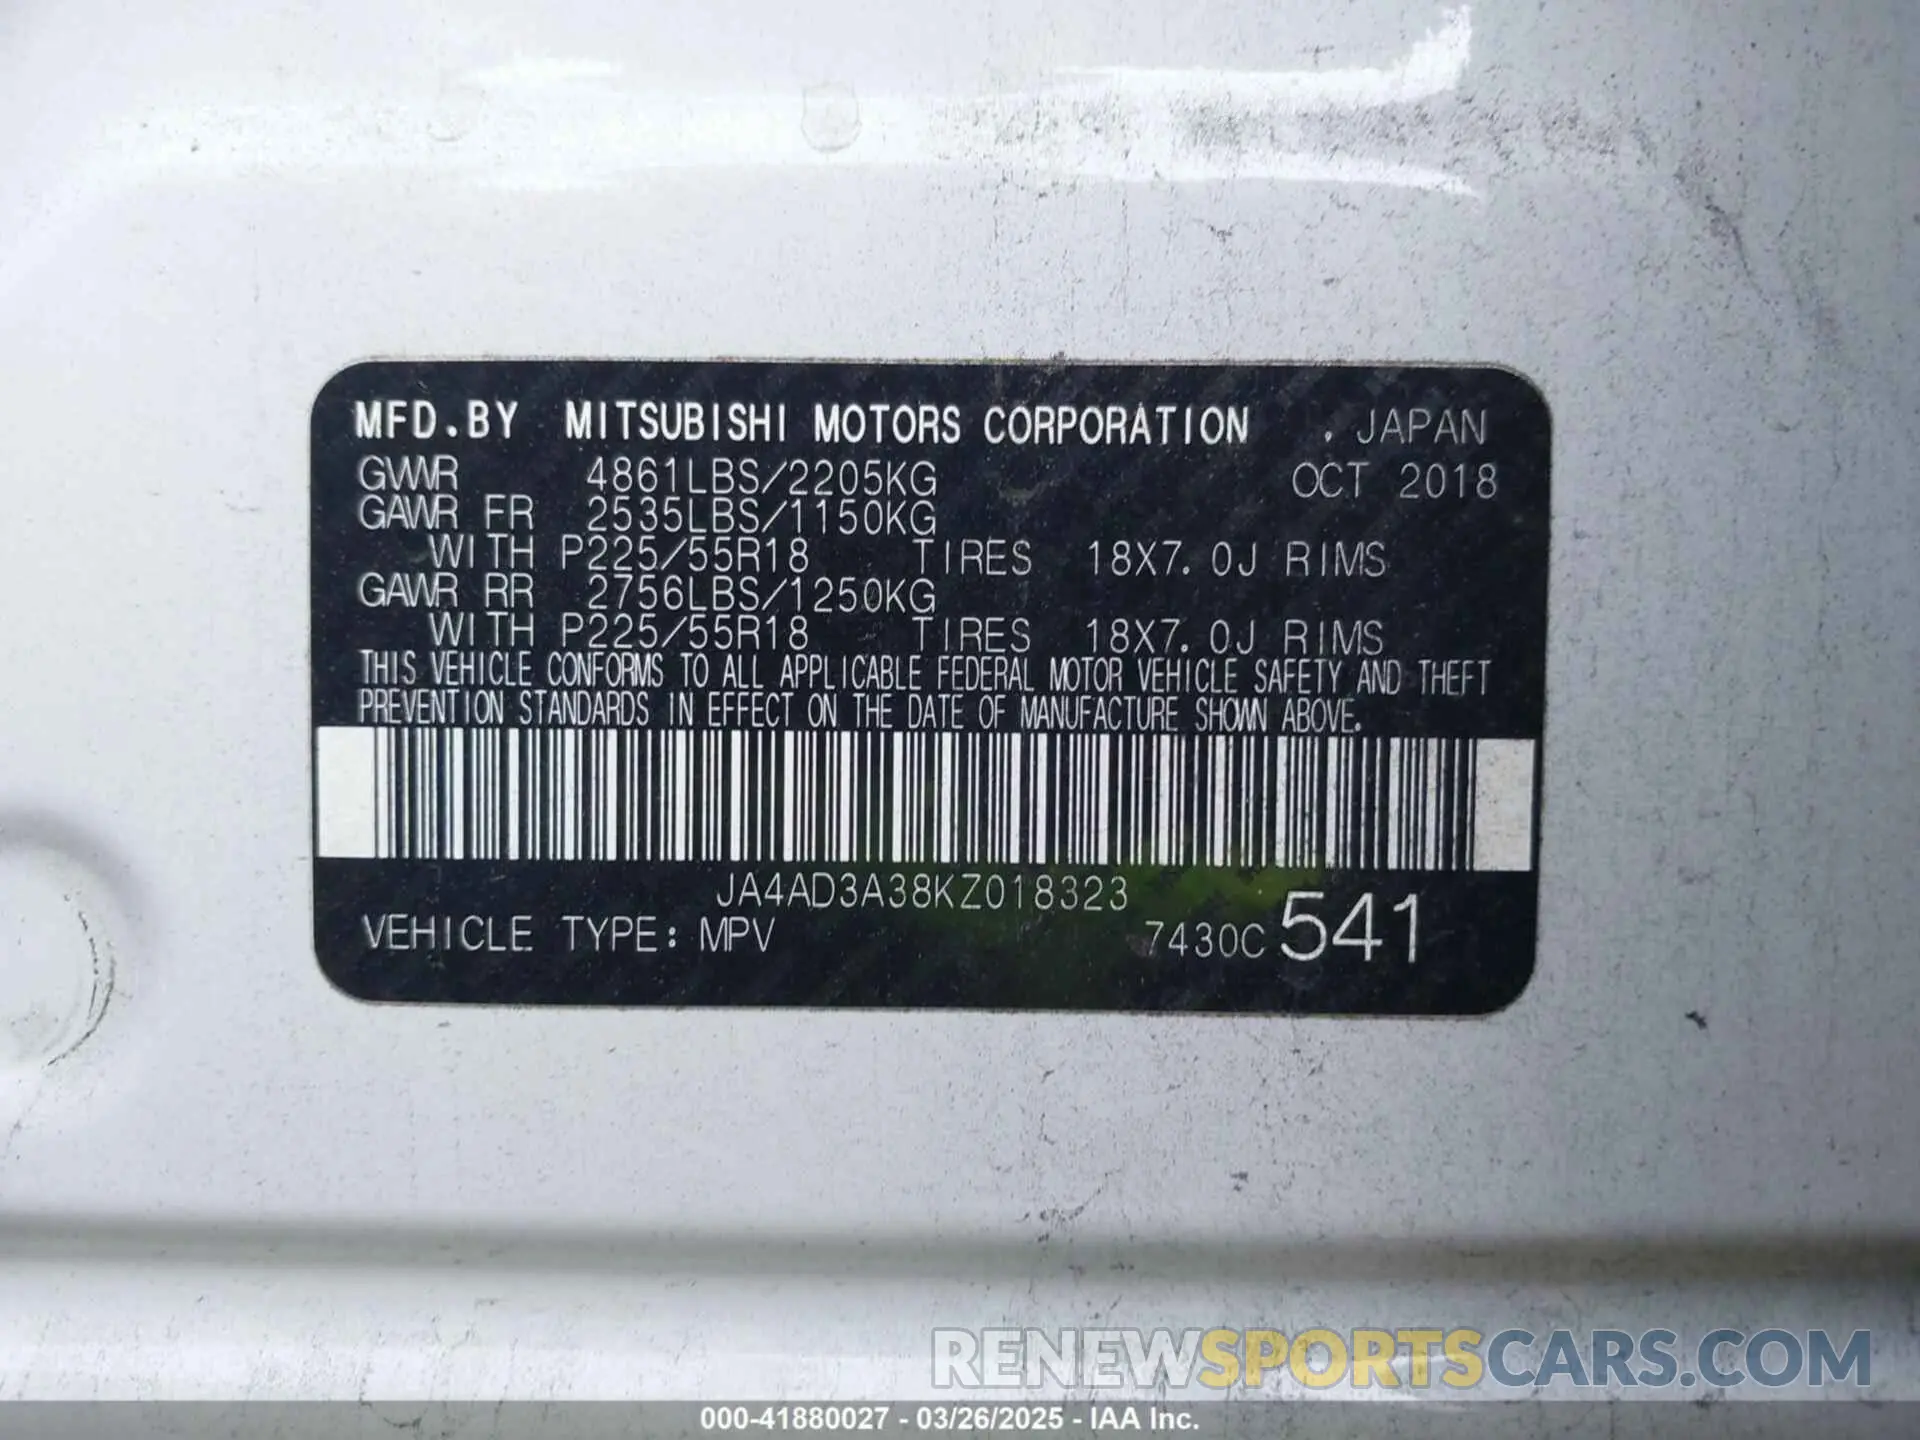 MFD.BY MITSUBISHI MOTORS CORPORATION . JAPAN
GVWR 4861LBS/2205KG OCT 2018
GAWR FR 2535LBS/1150KG
WITH P225/55R18 TIRES 18X7.0J RIMS
GAWR RR 2756LBS/1250KG
WITH P225/55R18 TIRES 18X7.0J RIMS
THIS VEHICLE CONFORMS TO ALL APPLICABLE FEDERAL MOTOR VEHICLE SAFETY AND THEFT
PREVENTION STANDARDS IN EFFECT ON THE DATE OF MANUFACTURE SHOWN ABOVE.
JA4AD3A38KZ018323
VEHICLE TYPE: MPV 7430C 541
RENEWSPORTSCARS.COM
000-41880027 - 03/26/2025 - IAA Inc.